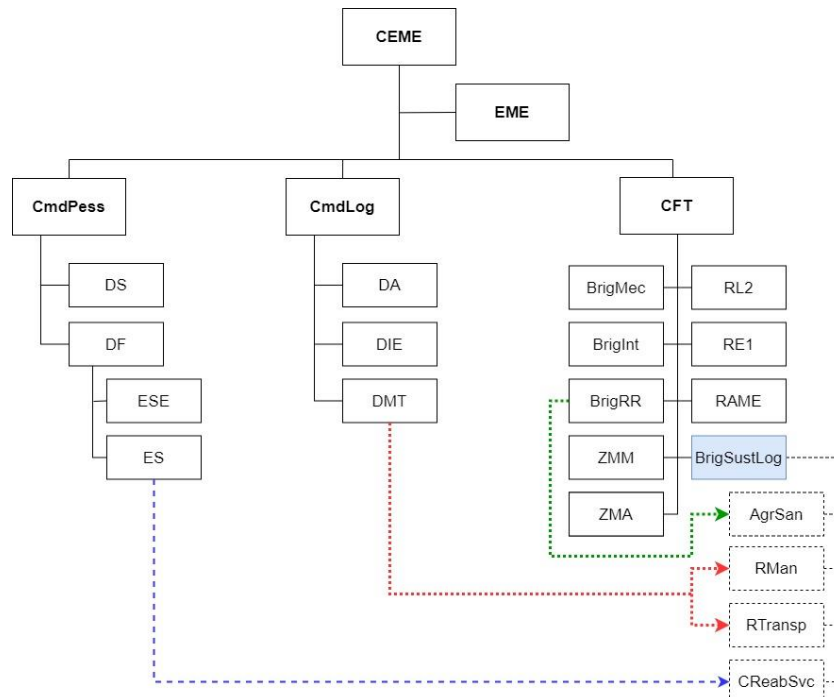 CEME
EME
CmdPess
CmdLog
CFT
DS
DF
ESE
ES
DA
DIE
DMT
BrigMec
RL2
BrigInt
RE1
BrigRR
RAME
ZMM
BrigSustLog
ZMA
AgrSan
RMan
RTransp
CReabSvc